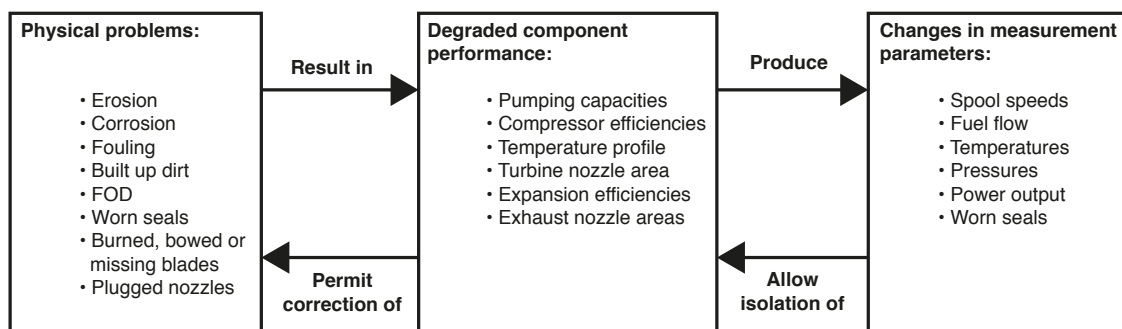 Physical problems:
• Erosion
• Corrosion
• Fouling
• Built up dirt
• FOD
• Worn seals
• Burned, bowed or
missing blades
• Plugged nozzles
Result in
Permit
correction of
Degraded component
performance:
• Pumping capacities
• Compressor efficiencies
• Temperature profile
• Turbine nozzle area
• Expansion efficiencies
• Exhaust nozzle areas
Produce
Allow
isolation of
Changes in measurement
parameters:
• Spool speeds
• Fuel flow
• Temperatures
• Pressures
• Power output
• Worn seals